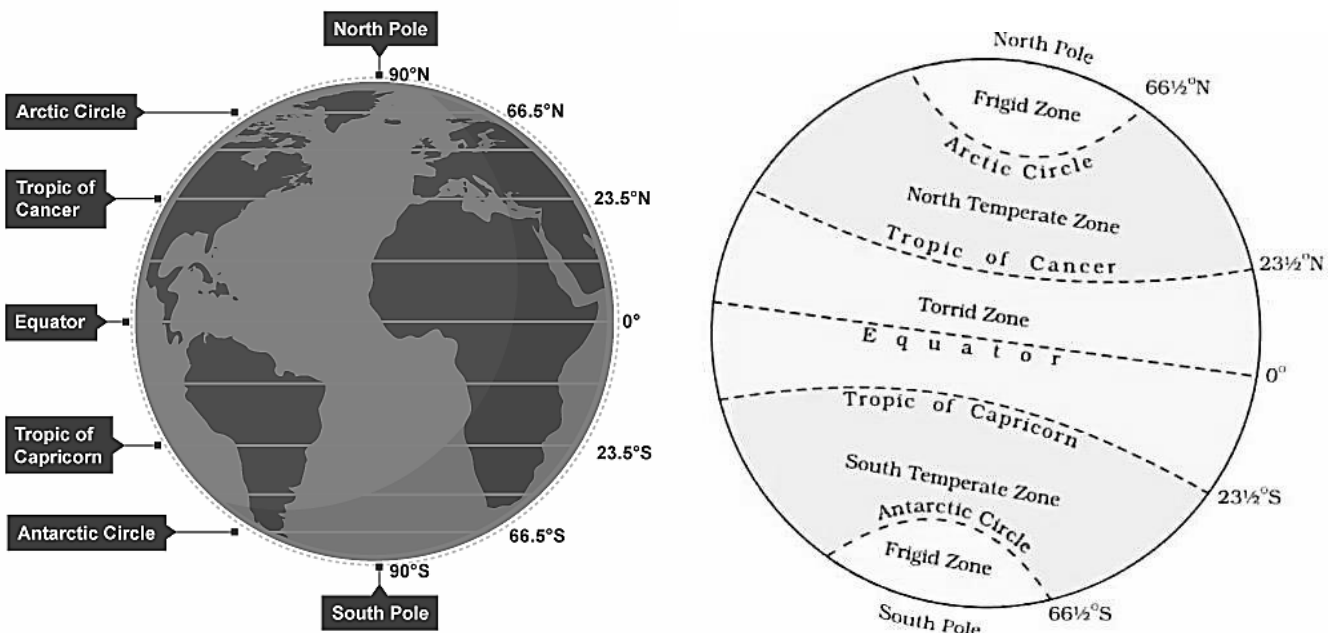 North Pole
90°N
Arctic Circle
66.5°N
Tropic of
Cancer
23.5°N
Equator
0°
Tropic of
Capricorn
23.5°S
Antarctic Circle
66.5°S
90°S
South Pole
North Pole
66½°N
Frigid Zone
Arctic Circle
North Temperate Zone
Tropic of Cancer
23½°N
Torrid Zone
Equator
0°
Tropic of Capricorn
South Temperate Zone
23½°S
Antarctic Circle
Frigid Zone
66½°S
South Pole